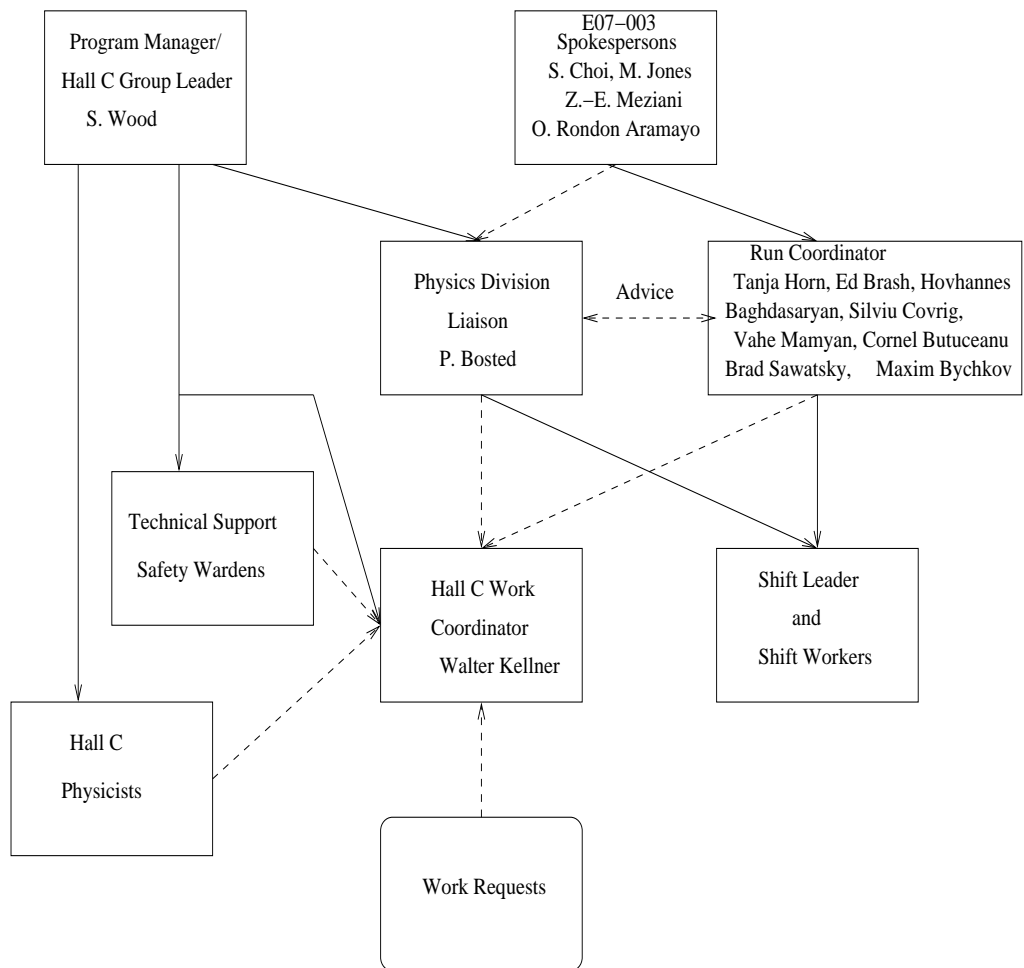 Program Manager/
Hall C Group Leader
S. Wood
E07−003
Spokespersons
S. Choi, M. Jones
Z.−E. Meziani
O. Rondon Aramayo
Physics Division
Liaison
P. Bosted
Advice
Run Coordinator
Tanja Horn, Ed Brash, Hovhannes
Baghdasaryan, Silviu Covrig,
Vahe Mamyan, Cornel Butuceanu
Brad Sawatsky, Maxim Bychkov
Technical Support
Safety Wardens
Hall C Work
Coordinator
Walter Kellner
Shift Leader
and
Shift Workers
Hall C
Physicists
Work Requests